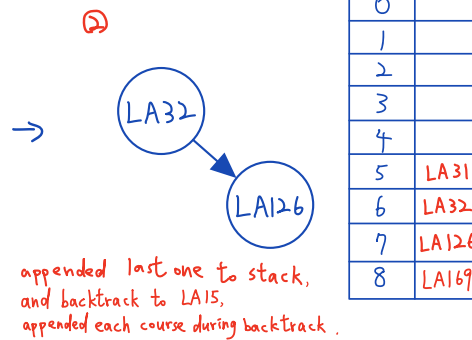 ②
0
1
2
3
4
5 LA31
6 LA32
7 LA126
8 LA169
LA32
LA126
appended last one to stack,
and backtrack to LA15,
appended each course during backtrack.